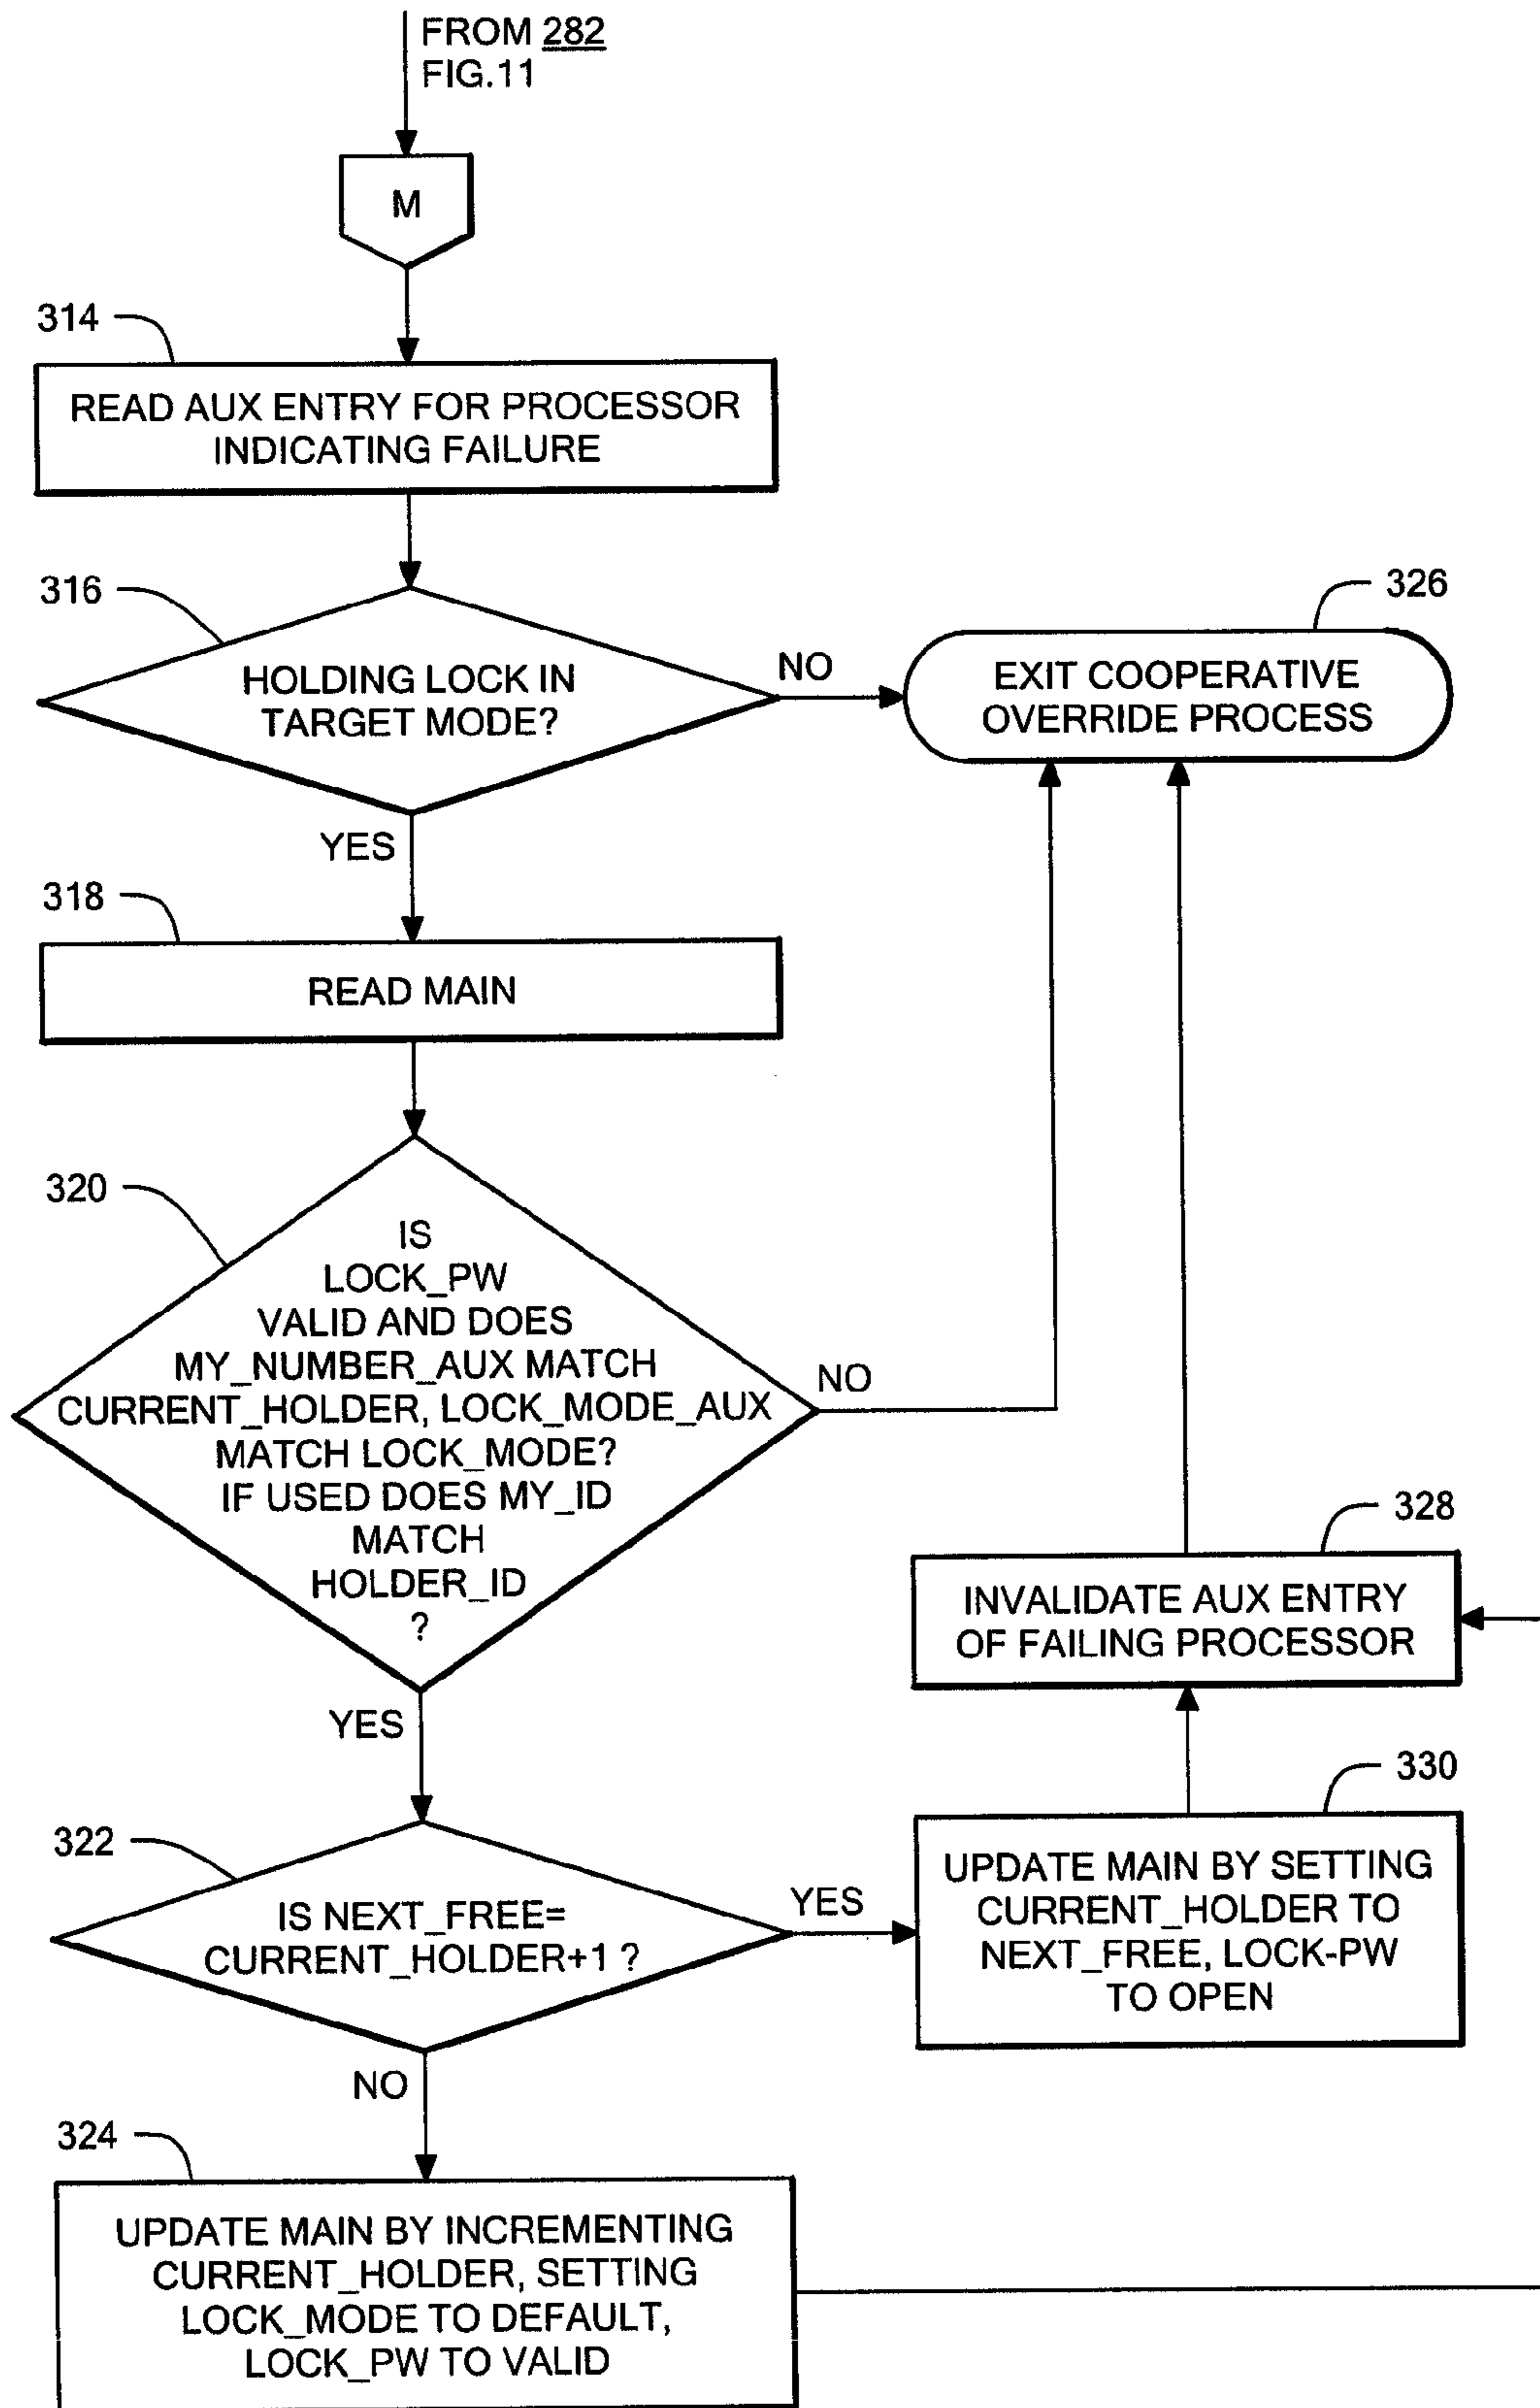 FROM 282
FIG.11
M
314
READ AUX ENTRY FOR PROCESSOR
INDICATING FAILURE
316
HOLDING LOCK IN
TARGET MODE?
NO
326
EXIT COOPERATIVE
OVERRIDE PROCESS
YES
318
READ MAIN
320
IS
LOCK_PW
VALID AND DOES
MY_NUMBER_AUX MATCH
CURRENT_HOLDER, LOCK_MODE_AUX
MATCH LOCK_MODE?
IF USED DOES MY_ID
MATCH
HOLDER_ID
?
NO
YES
328
INVALIDATE AUX ENTRY
OF FAILING PROCESSOR
322
IS NEXT_FREE=
CURRENT_HOLDER+1 ?
YES
330
UPDATE MAIN BY SETTING
CURRENT_HOLDER TO
NEXT_FREE, LOCK-PW
TO OPEN
NO
324
UPDATE MAIN BY INCREMENTING
CURRENT_HOLDER, SETTING
LOCK_MODE TO DEFAULT,
LOCK_PW TO VALID